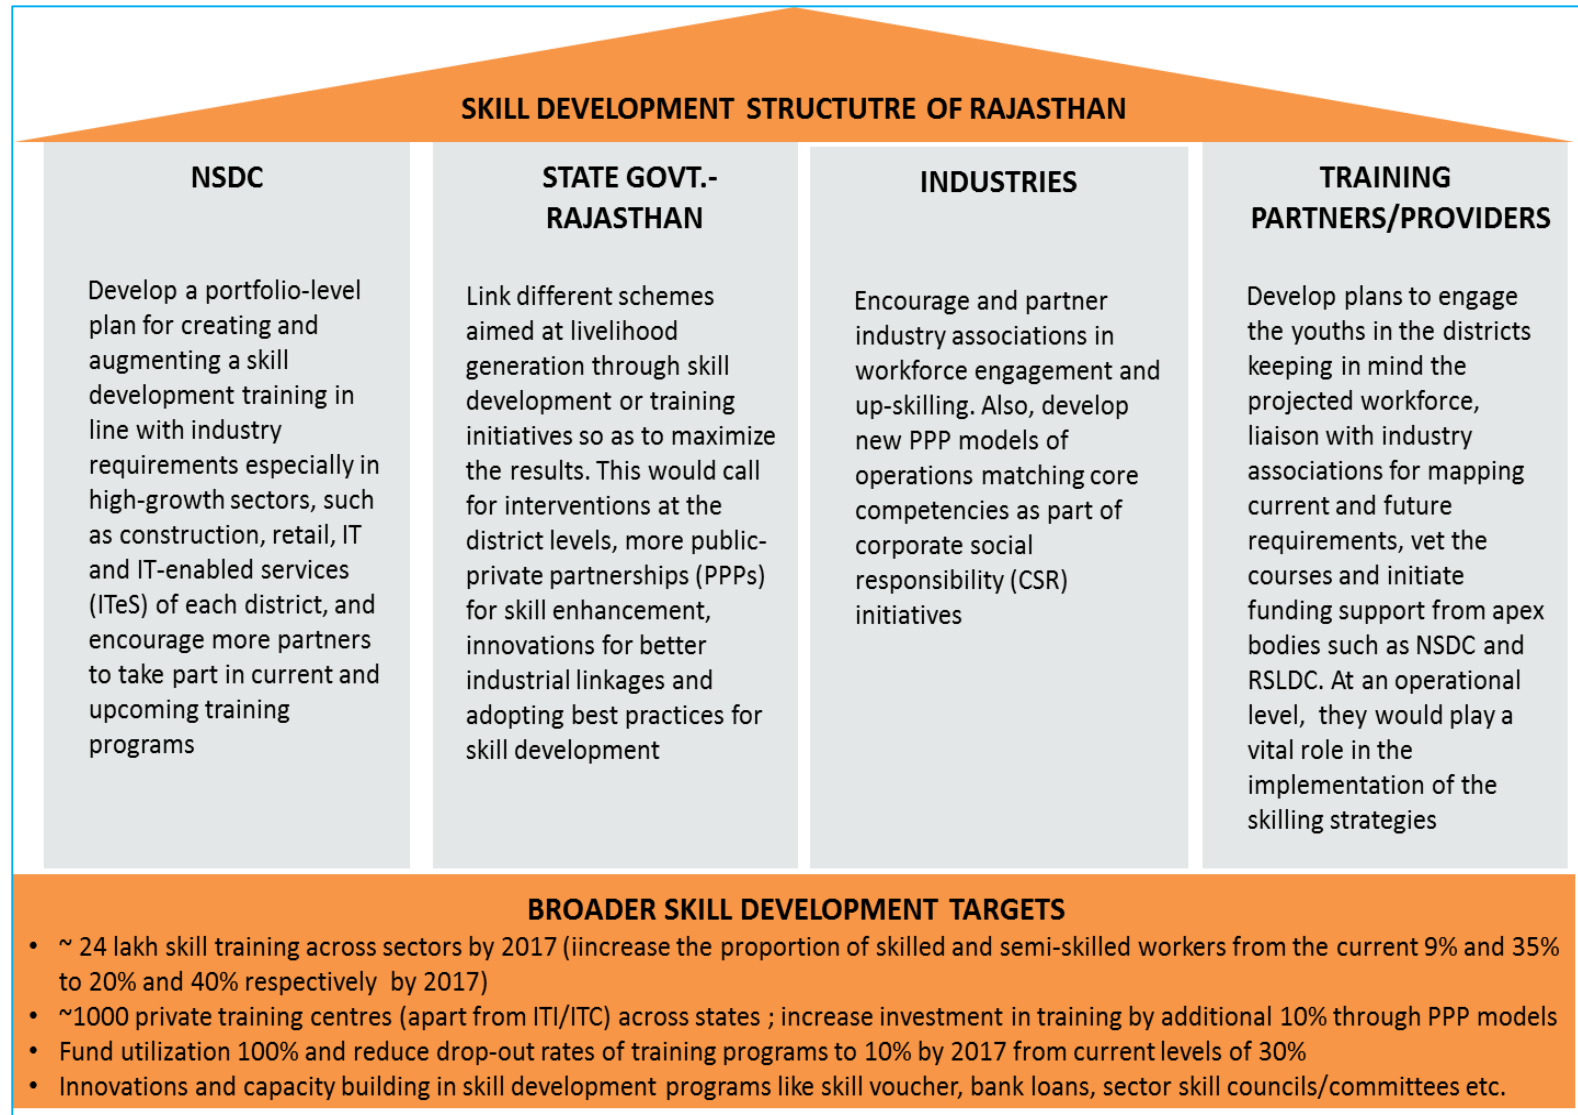 SKILL DEVELOPMENT STRUCTUTRE OF RAJASTHAN
NSDC
Develop a portfolio-level
plan for creating and
augmenting a skill
development training in
line with industry
requirements especially in
high-growth sectors, such
as construction, retail, IT
and IT-enabled services
(ITeS) of each district, and
encourage more partners
to take part in current and
upcoming training
programs
STATE GOVT.-
RAJASTHAN
Link different schemes
aimed at livelihood
generation through skill
development or training
initiatives so as to maximize
the results. This would call
for interventions at the
district levels, more public-
private partnerships (PPPs)
for skill enhancement,
innovations for better
industrial linkages and
adopting best practices for
skill development
INDUSTRIES
Encourage and partner
industry associations in
workforce engagement and
up-skilling. Also, develop
new PPP models of
operations matching core
competencies as part of
corporate social
responsibility (CSR)
initiatives
TRAINING
PARTNERS/PROVIDERS
Develop plans to engage
the youths in the districts
keeping in mind the
projected workforce,
liaison with industry
associations for mapping
current and future
requirements, vet the
courses and initiate
funding support from apex
bodies such as NSDC and
RSLDC. At an operational
level, they would play a
vital role in the
implementation of the
skilling strategies
BROADER SKILL DEVELOPMENT TARGETS
• ~ 24 lakh skill training across sectors by 2017 (iincrease the proportion of skilled and semi-skilled workers from the current 9% and 35%
to 20% and 40% respectively by 2017)
• ~1000 private training centres (apart from ITI/ITC) across states ; increase investment in training by additional 10% through PPP models
• Fund utilization 100% and reduce drop-out rates of training programs to 10% by 2017 from current levels of 30%
• Innovations and capacity building in skill development programs like skill voucher, bank loans, sector skill councils/committees etc.